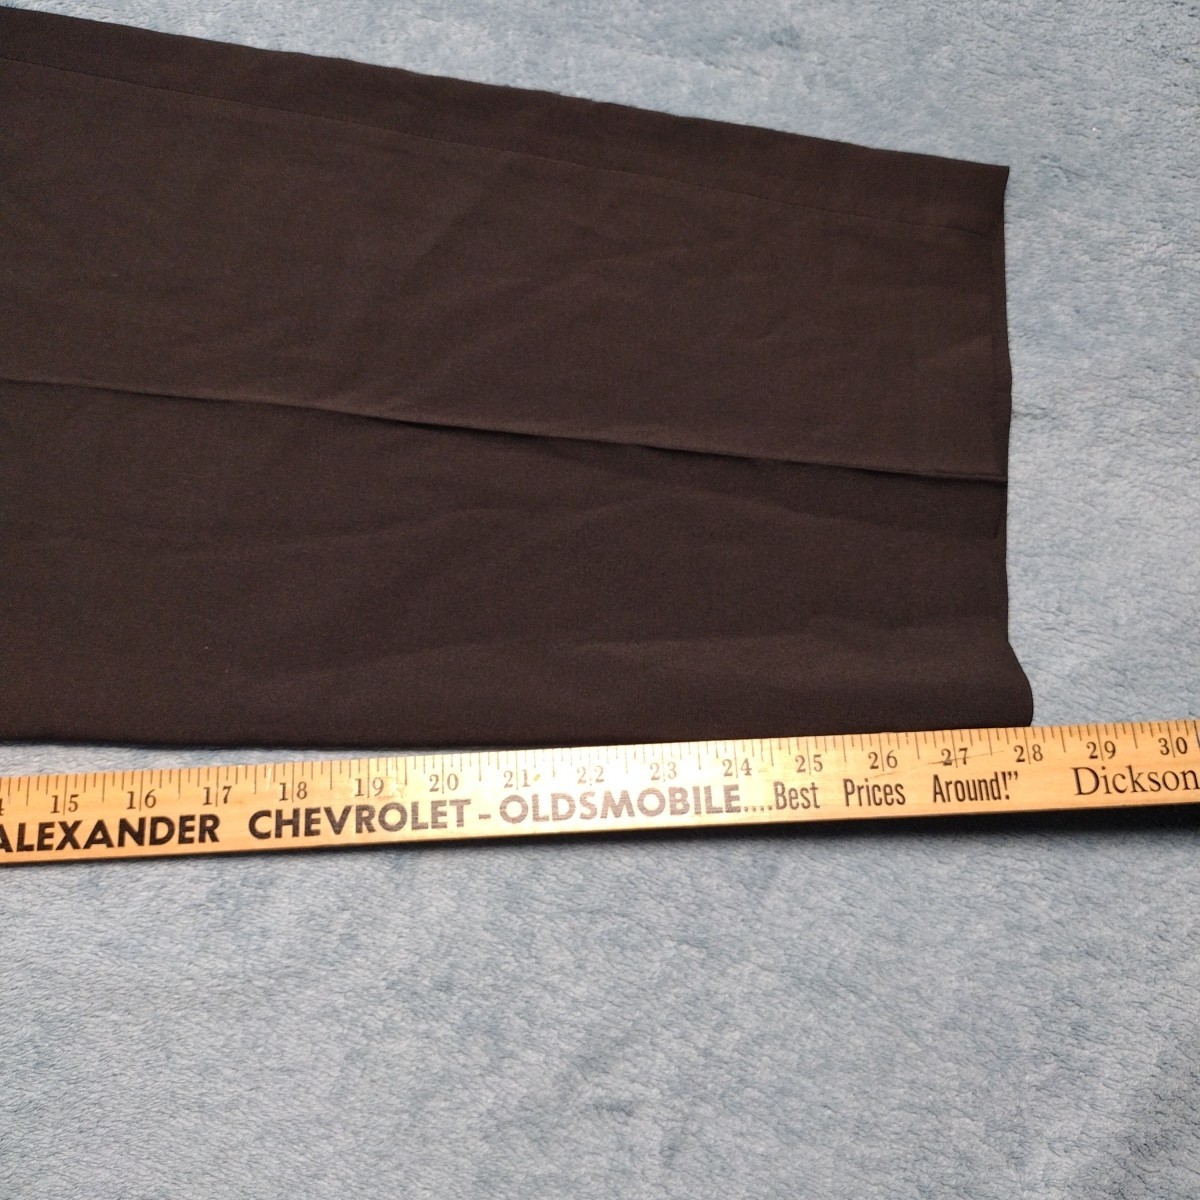 15 16 17 18 19 20 21 22 23 24 25 26 27 28 29 30
ALEXANDER CHEVROLET - OLDSMOBILE....Best Prices Around!” Dickson